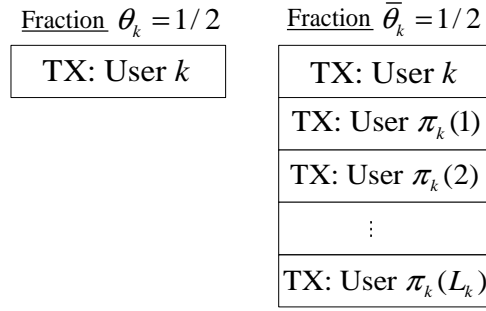 Fraction θ_k = 1/2
TX: User k
Fraction θ̅_k = 1/2
TX: User k
TX: User π_k(1)
TX: User π_k(2)
⋮
TX: User π_k(L_k)